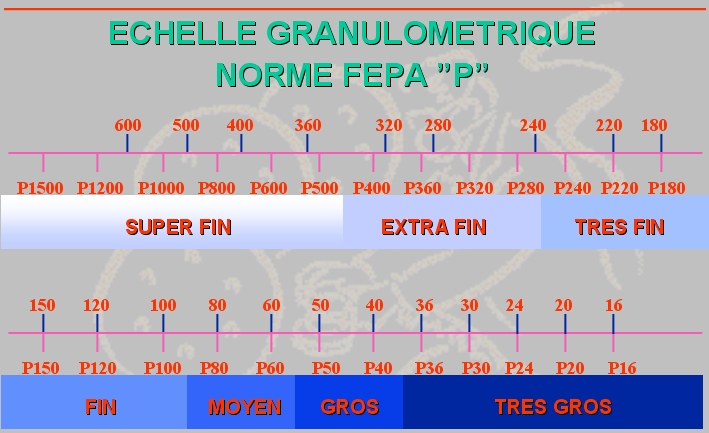 ECHELLE GRANULOMETRIQUE
NORME FEPA ”P”
600 500 400 360 320 280 240 220 180
P1500 P1200 P1000 P800 P600 P500 P400 P360 P320 P280 P240 P220 P180
SUPER FIN EXTRA FIN TRES FIN
150 120 100 80 60 50 40 36 30 24 20 16
P150 P120 P100 P80 P60 P50 P40 P36 P30 P24 P20 P16
FIN MOYEN GROS TRES GROS